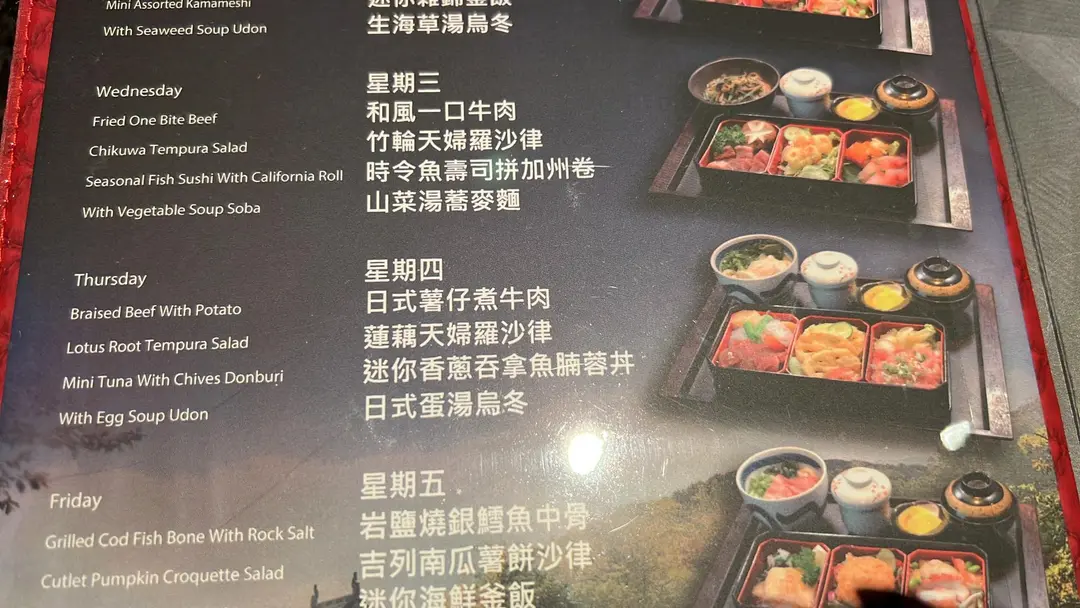 Mini Assorted Kamameshi
迷你雜錦釜飯
With Seaweed Soup Udon
生海草湯烏冬
Wednesday
星期三
Fried One Bite Beef
和風一口牛肉
Chikuwa Tempura Salad
竹輪天婦羅沙律
Seasonal Fish Sushi With California Roll
時令魚壽司拼加州卷
With Vegetable Soup Soba
山菜湯蕎麥麵
Thursday
星期四
Braised Beef With Potato
日式薯仔煮牛肉
Lotus Root Tempura Salad
蓮藕天婦羅沙律
Mini Tuna With Chives Donburi
迷你香蔥吞拿魚腩蓉丼
With Egg Soup Udon
日式蛋湯烏冬
Friday
星期五
Grilled Cod Fish Bone With Rock Salt
岩鹽燒銀鱈魚中骨
Cutlet Pumpkin Croquette Salad
吉列南瓜薯餅沙律
迷你海鮮釜飯